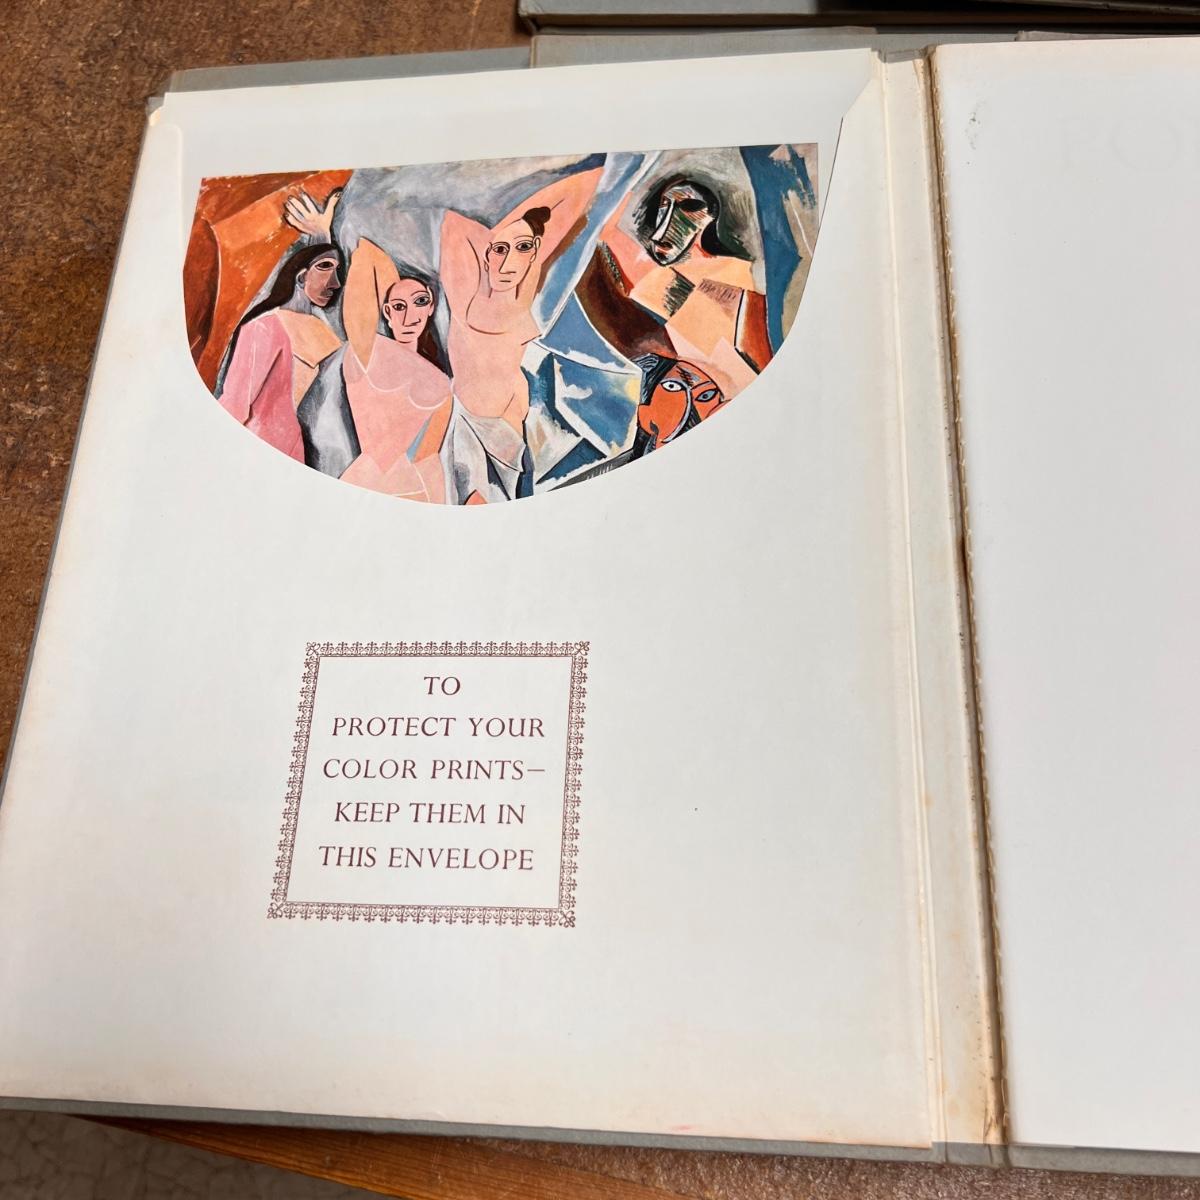 TO
PROTECT YOUR
COLOR PRINTS—
KEEP THEM IN
THIS ENVELOPE